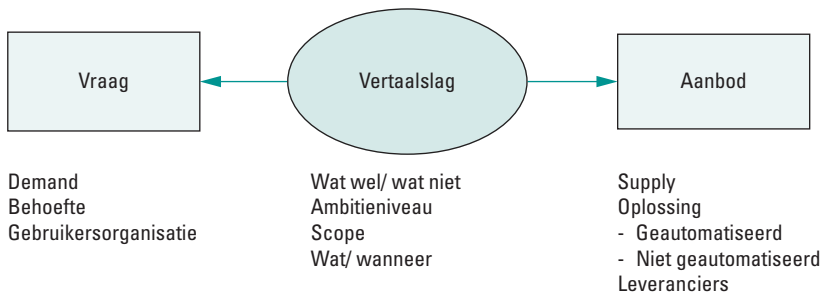 Vraag
Vertaalslag
Aanbod
Demand
Behoefte
Gebruikersorganisatie
Wat wel/ wat niet
Ambitieniveau
Scope
Wat/ wanneer
Supply
Oplossing
- Geautomatiseerd
- Niet geautomatiseerd
Leveranciers